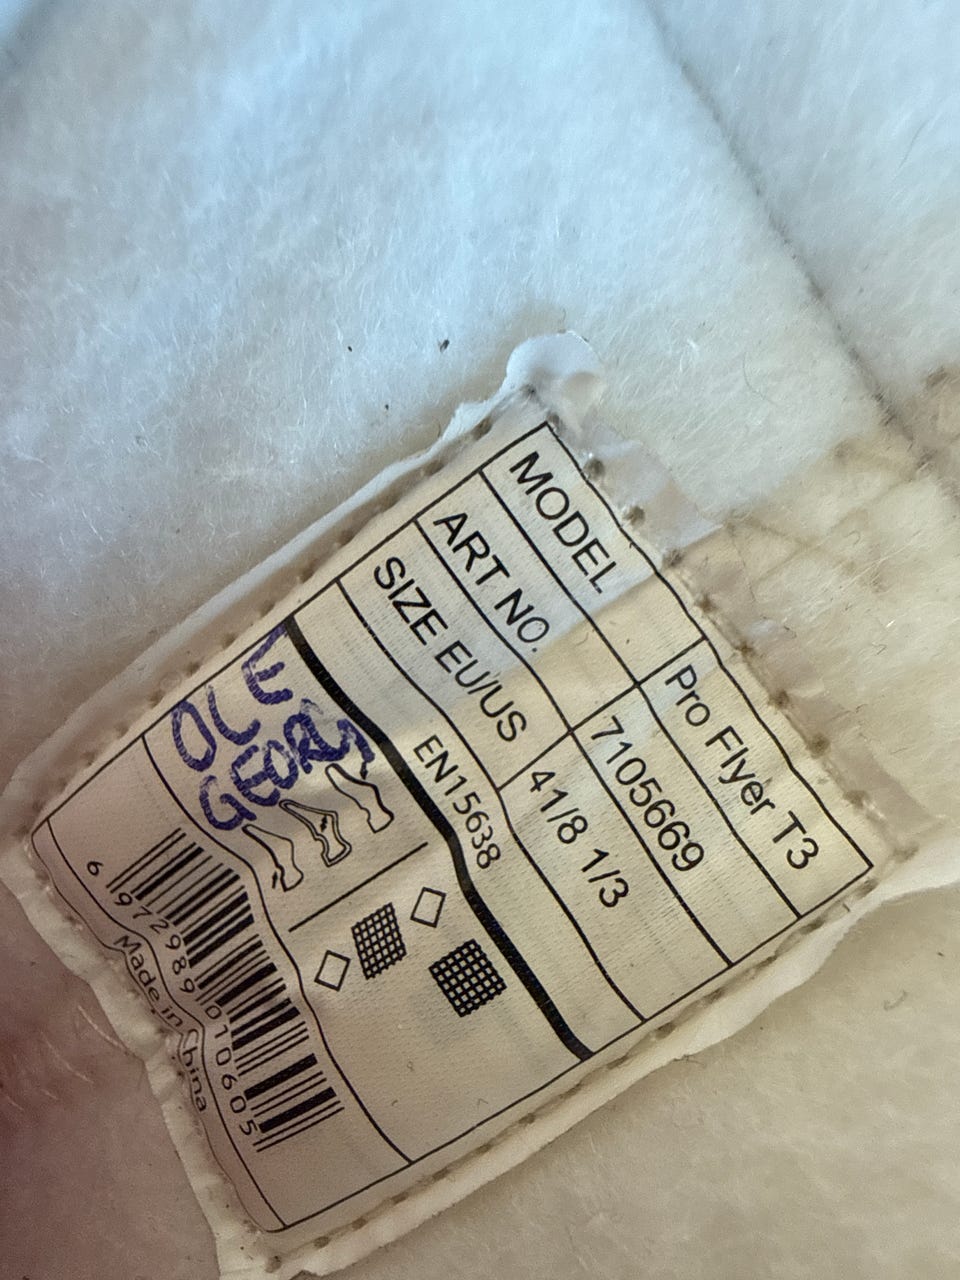 MODEL Pro Flyer T3
ART NO. 7105669
SIZE EU/US 41/8 1/3
EN15638
OLE
GEORG
6 972989 010605
Made in China